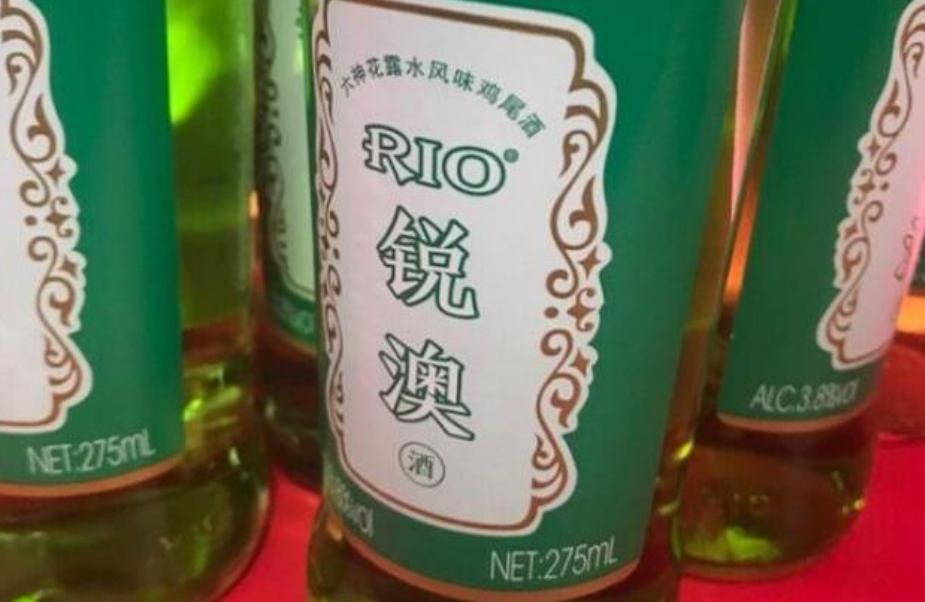 六神花露水风味鸡尾酒
RIO®
锐
澳
酒
NET:275mL
NET:275mL
ALC.3.8%vol